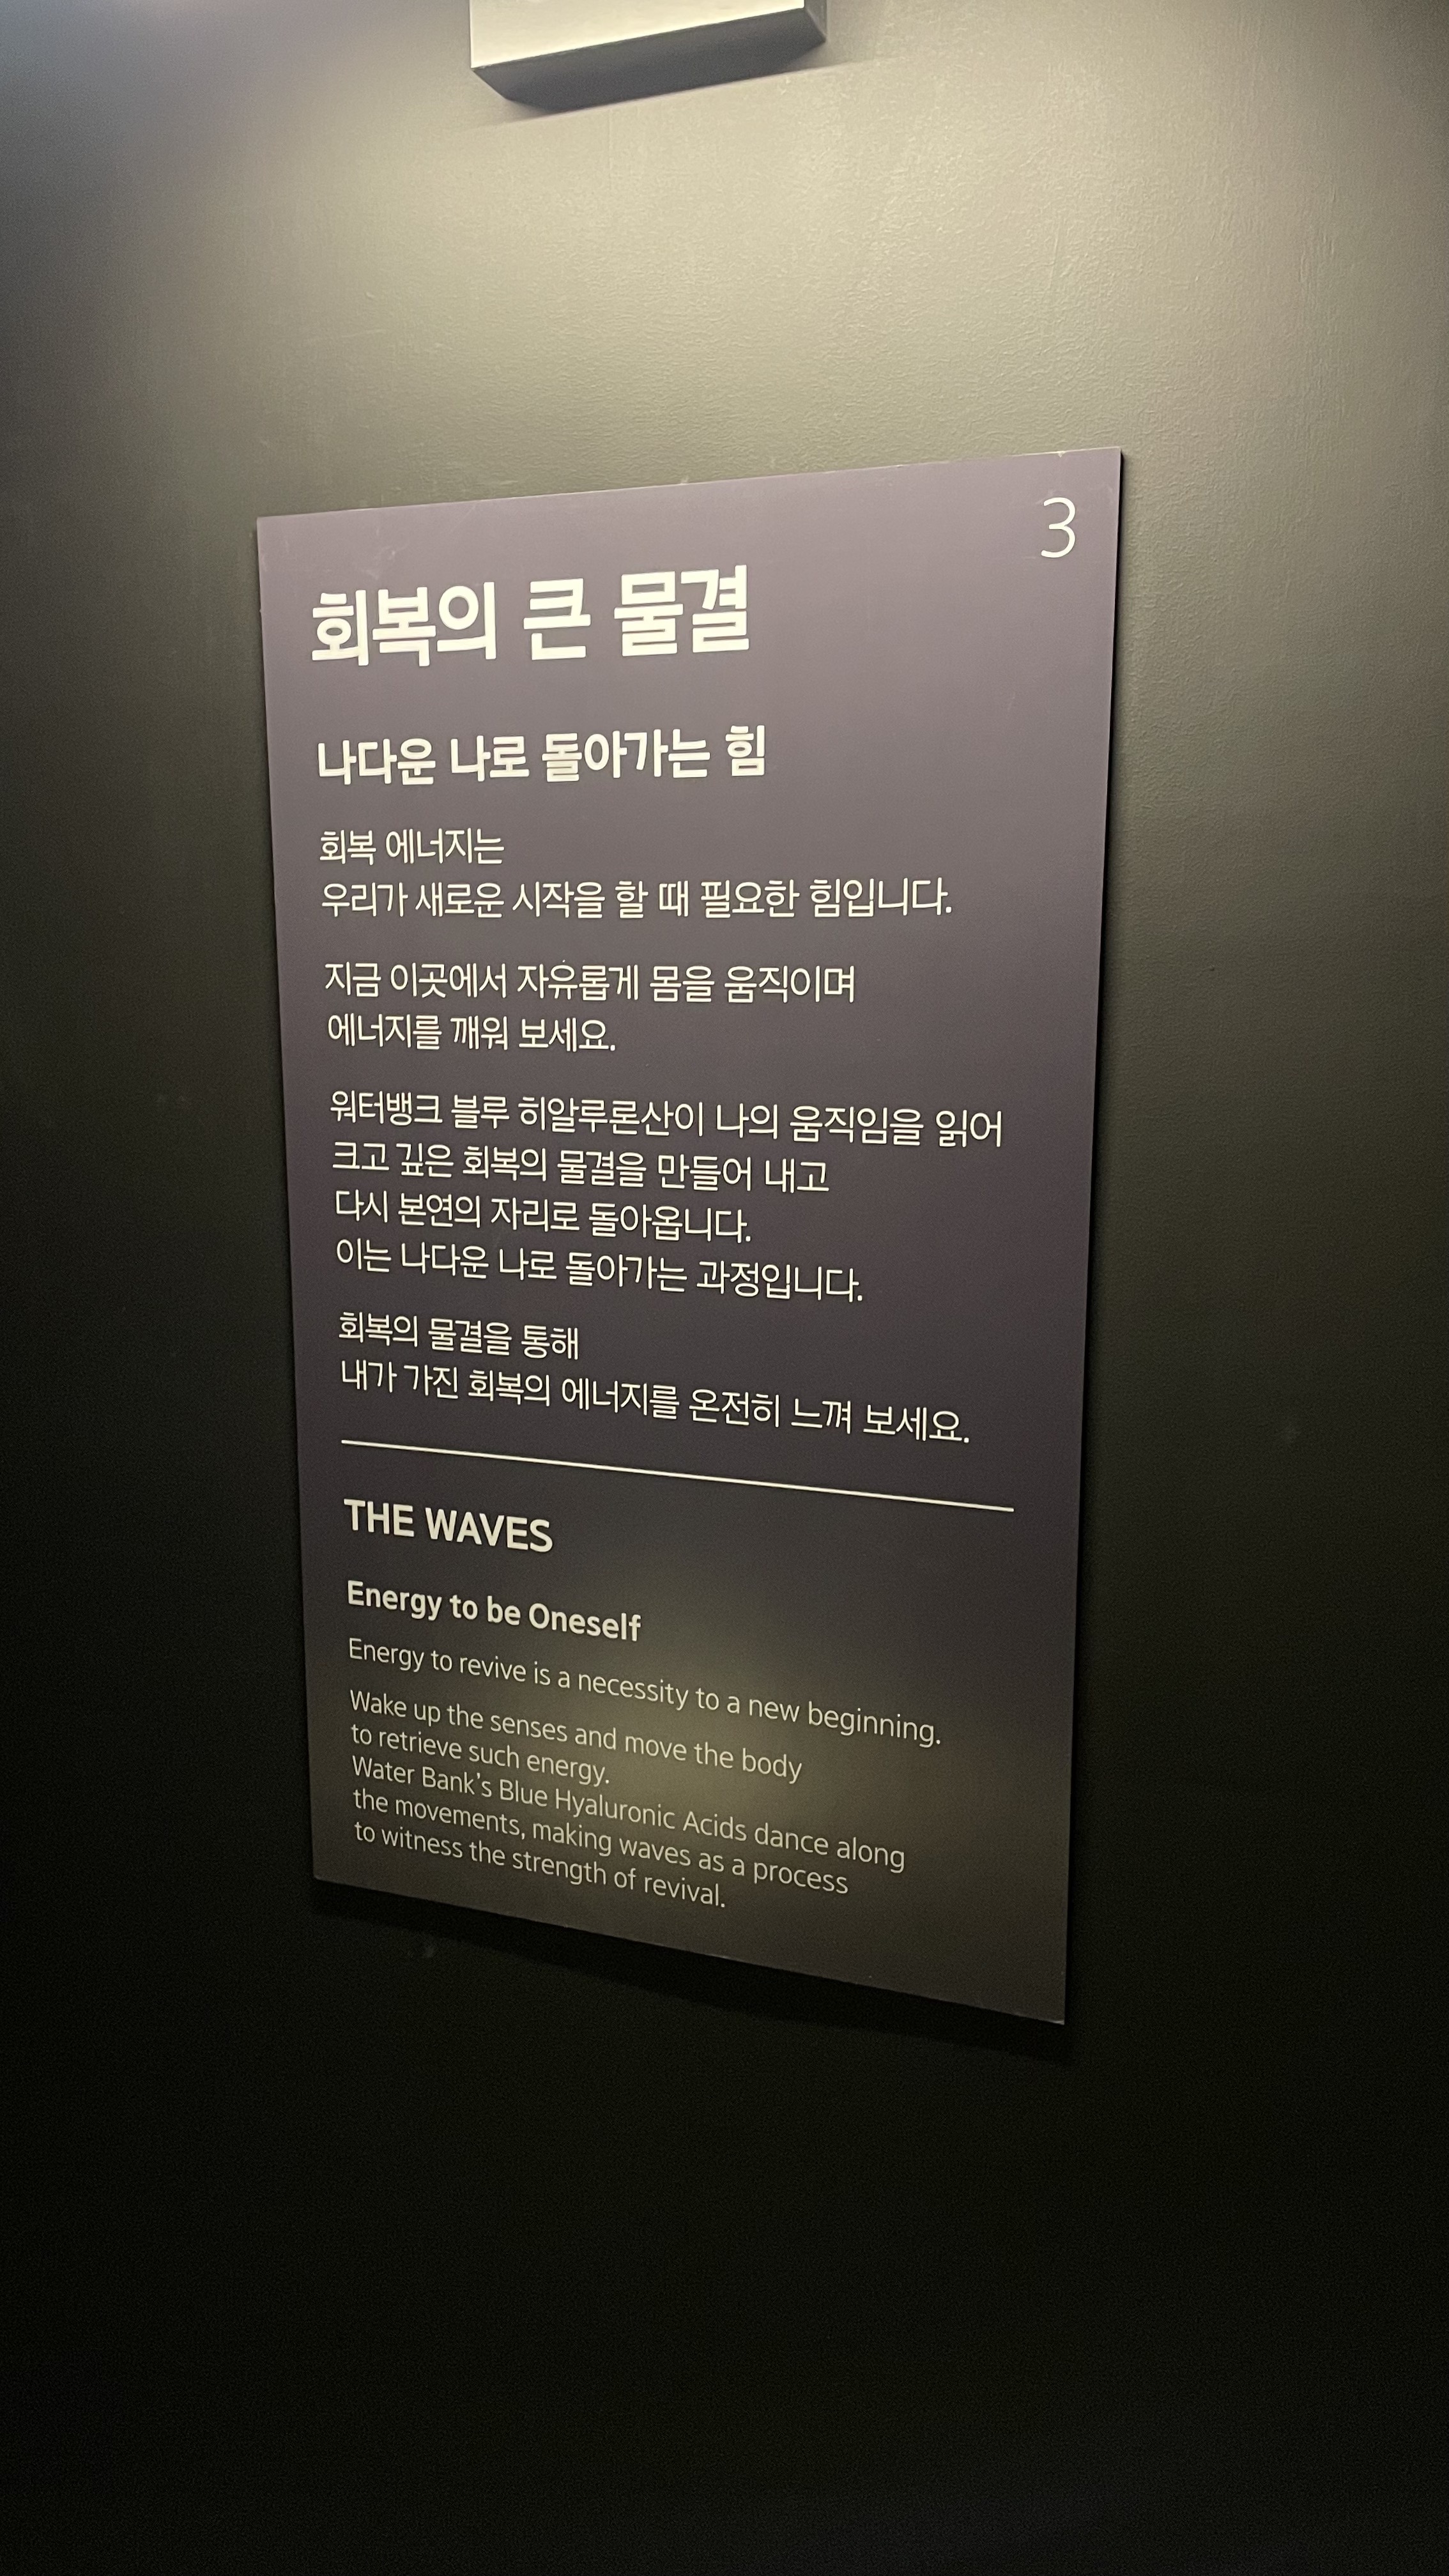 3
회복의 큰 물결
나다운 나로 돌아가는 힘
회복 에너지는
우리가 새로운 시작을 할 때 필요한 힘입니다.
지금 이곳에서 자유롭게 몸을 움직이며
에너지를 깨워 보세요.
워터뱅크 블루 히알루론산이 나의 움직임을 읽어
크고 깊은 회복의 물결을 만들어 내고
다시 본연의 자리로 돌아옵니다.
이는 나다운 나로 돌아가는 과정입니다.
회복의 물결을 통해
내가 가진 회복의 에너지를 온전히 느껴 보세요.
THE WAVES
Energy to be Oneself
Energy to revive is a necessity to a new beginning.
Wake up the senses and move the body
to retrieve such energy.
Water Bank's Blue Hyaluronic Acids dance along
the movements, making waves as a process
to witness the strength of revival.